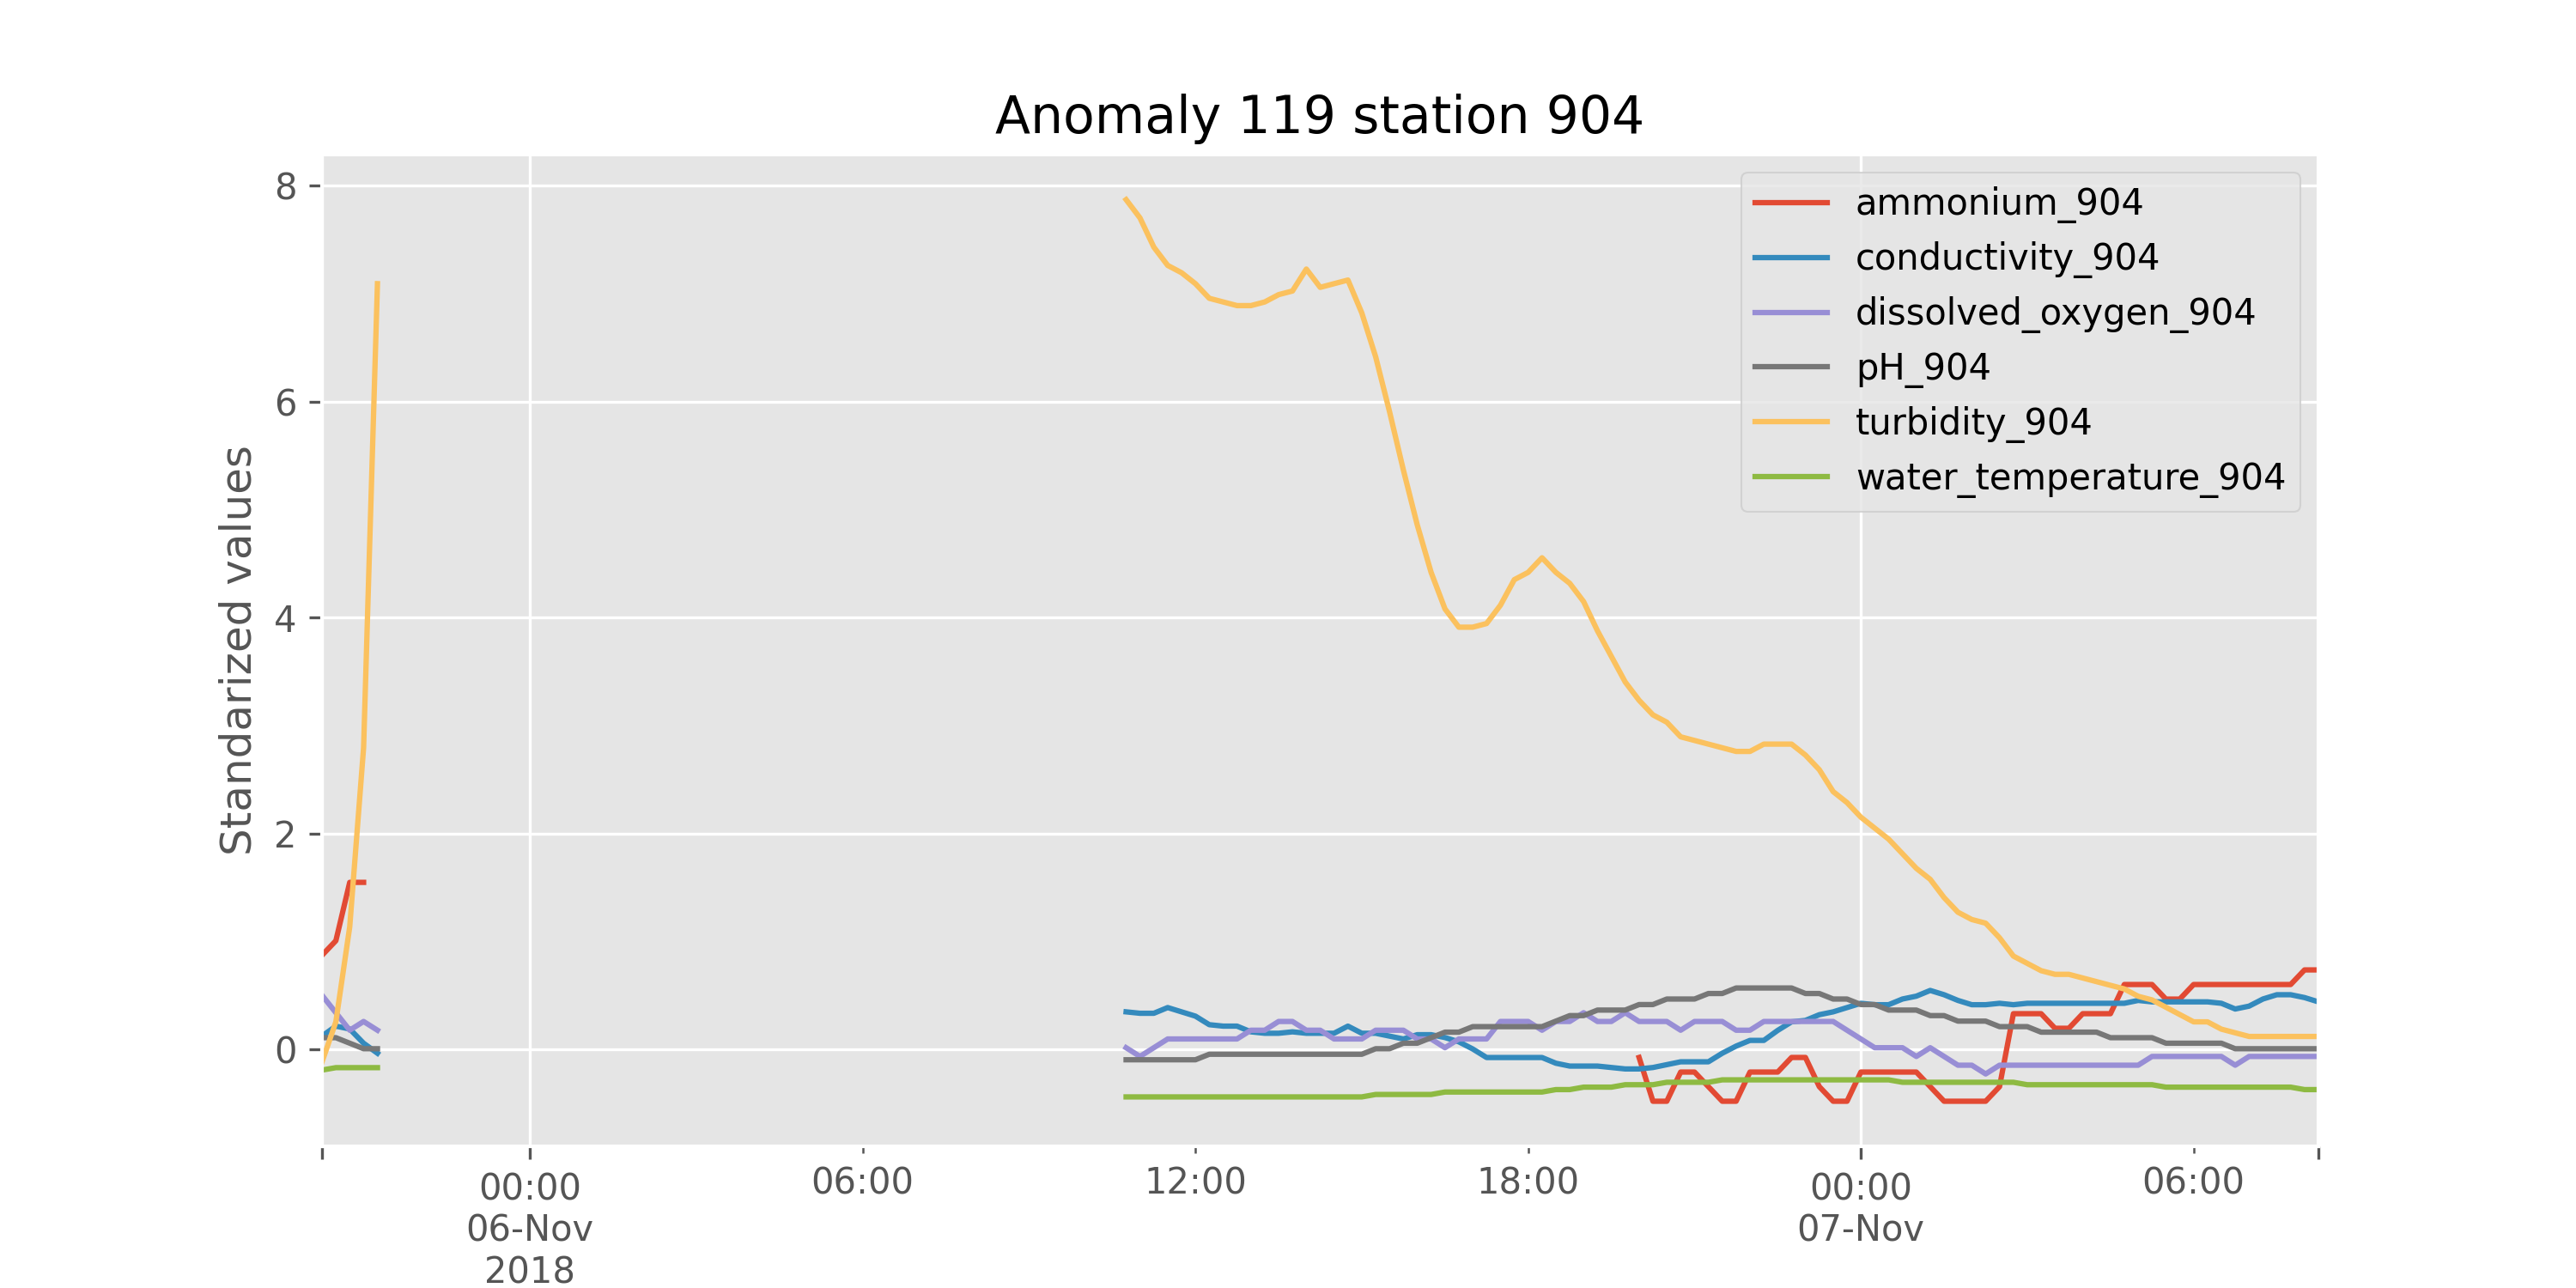 Anomaly 119 station 904
Standarized values
8
6
4
2
0
ammonium_904
conductivity_904
dissolved_oxygen_904
pH_904
turbidity_904
water_temperature_904
00:00
06-Nov
2018
06:00
12:00
18:00
00:00
07-Nov
06:00